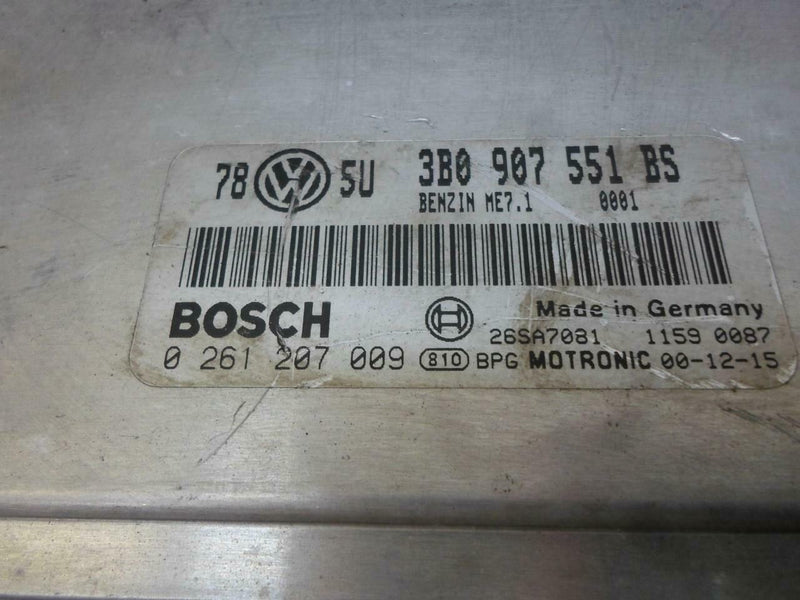 78 VW 5U 3B0 907 551 BS
BENZIN ME7.1 0001
BOSCH Made in Germany
26SA7081 1159 0087
0 261 207 009 810 BPG MOTRONIC 00-12-15